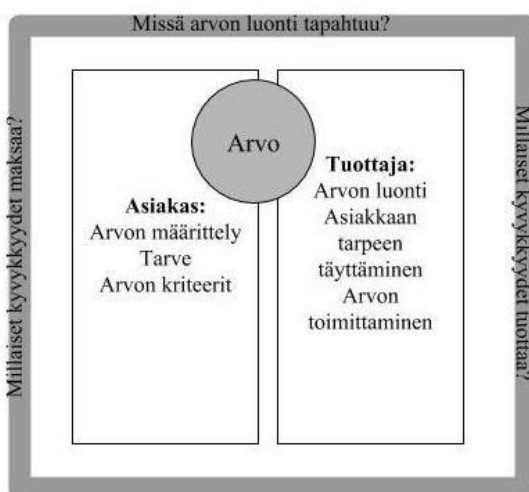 Missä arvon luonti tapahtuu?
Millaiset kyvykkyydet maksaa?
Arvo
Asiakas:
Arvon määrittely
Tarve
Arvon kriteerit
Tuottaja:
Arvon luonti
Asiakkaan
tarpeen
täyttäminen
Arvon
toimittaminen
Millaiset kyvykkyydet tuottaa?